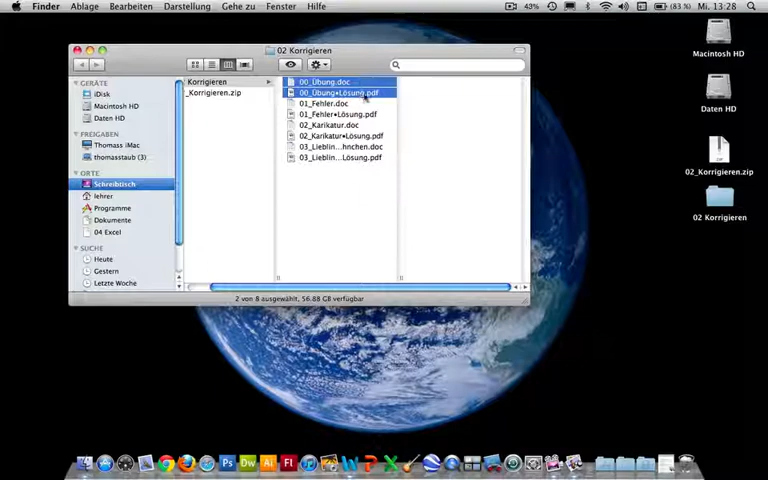 Finder Ablage Bearbeiten Darstellung Gehe zu Fenster Hilfe 43% (83 %) Mi 13:28
02 Korrigieren
GERÄTE
iDisk
Macintosh HD
Daten HD
FREIGABEN
Thomass iMac
thomasstaub (3)
ORTE
Schreibtisch
lehrer
Programme
Dokumente
04 Excel
SUCHE
Heute
Gestern
Letzte Woche
Korrigieren
_Korrigieren.zip
00_Übung.doc
00_Übung•Lösung.pdf
01_Fehler.doc
01_Fehler•Lösung.pdf
02_Karikatur.doc
02_Karikatur•Lösung.pdf
03_Lieblin…hnchen.doc
03_Lieblin…Lösung.pdf
2 von 8 ausgewählt, 56.88 GB verfügbar
Macintosh HD
Daten HD
02_Korrigieren.zip
02 Korrigieren
Ps Dw Ai Fl